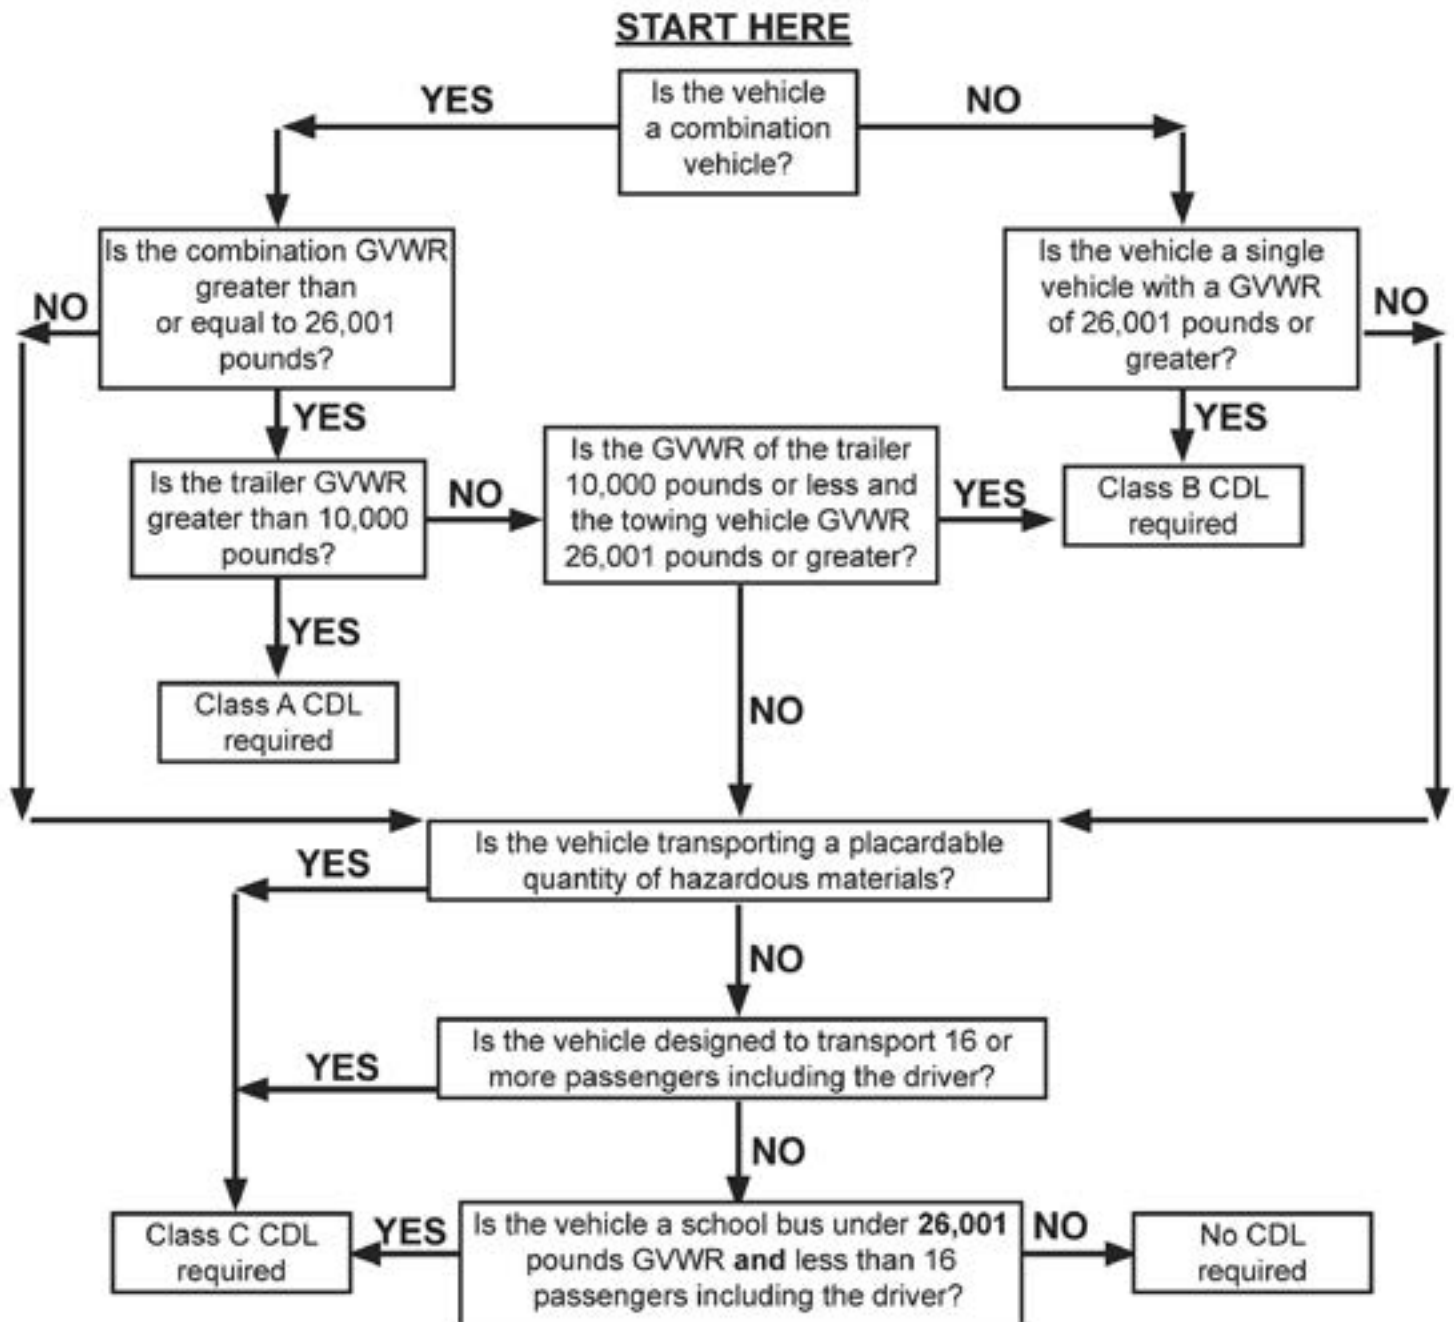 START HERE
Is the vehicle
a combination
vehicle?
YES
NO
Is the combination GVWR
greater than
or equal to 26,001
pounds?
NO
YES
Is the vehicle a single
vehicle with a GVWR
of 26,001 pounds or
greater?
NO
YES
Is the trailer GVWR
greater than 10,000
pounds?
NO
YES
Is the GVWR of the trailer
10,000 pounds or less and
the towing vehicle GVWR
26,001 pounds or greater?
YES
NO
Class B CDL
required
Class A CDL
required
Is the vehicle transporting a placardable
quantity of hazardous materials?
YES
NO
Is the vehicle designed to transport 16 or
more passengers including the driver?
YES
NO
Class C CDL
required
YES
Is the vehicle a school bus under 26,001
pounds GVWR and less than 16
passengers including the driver?
NO
No CDL
required